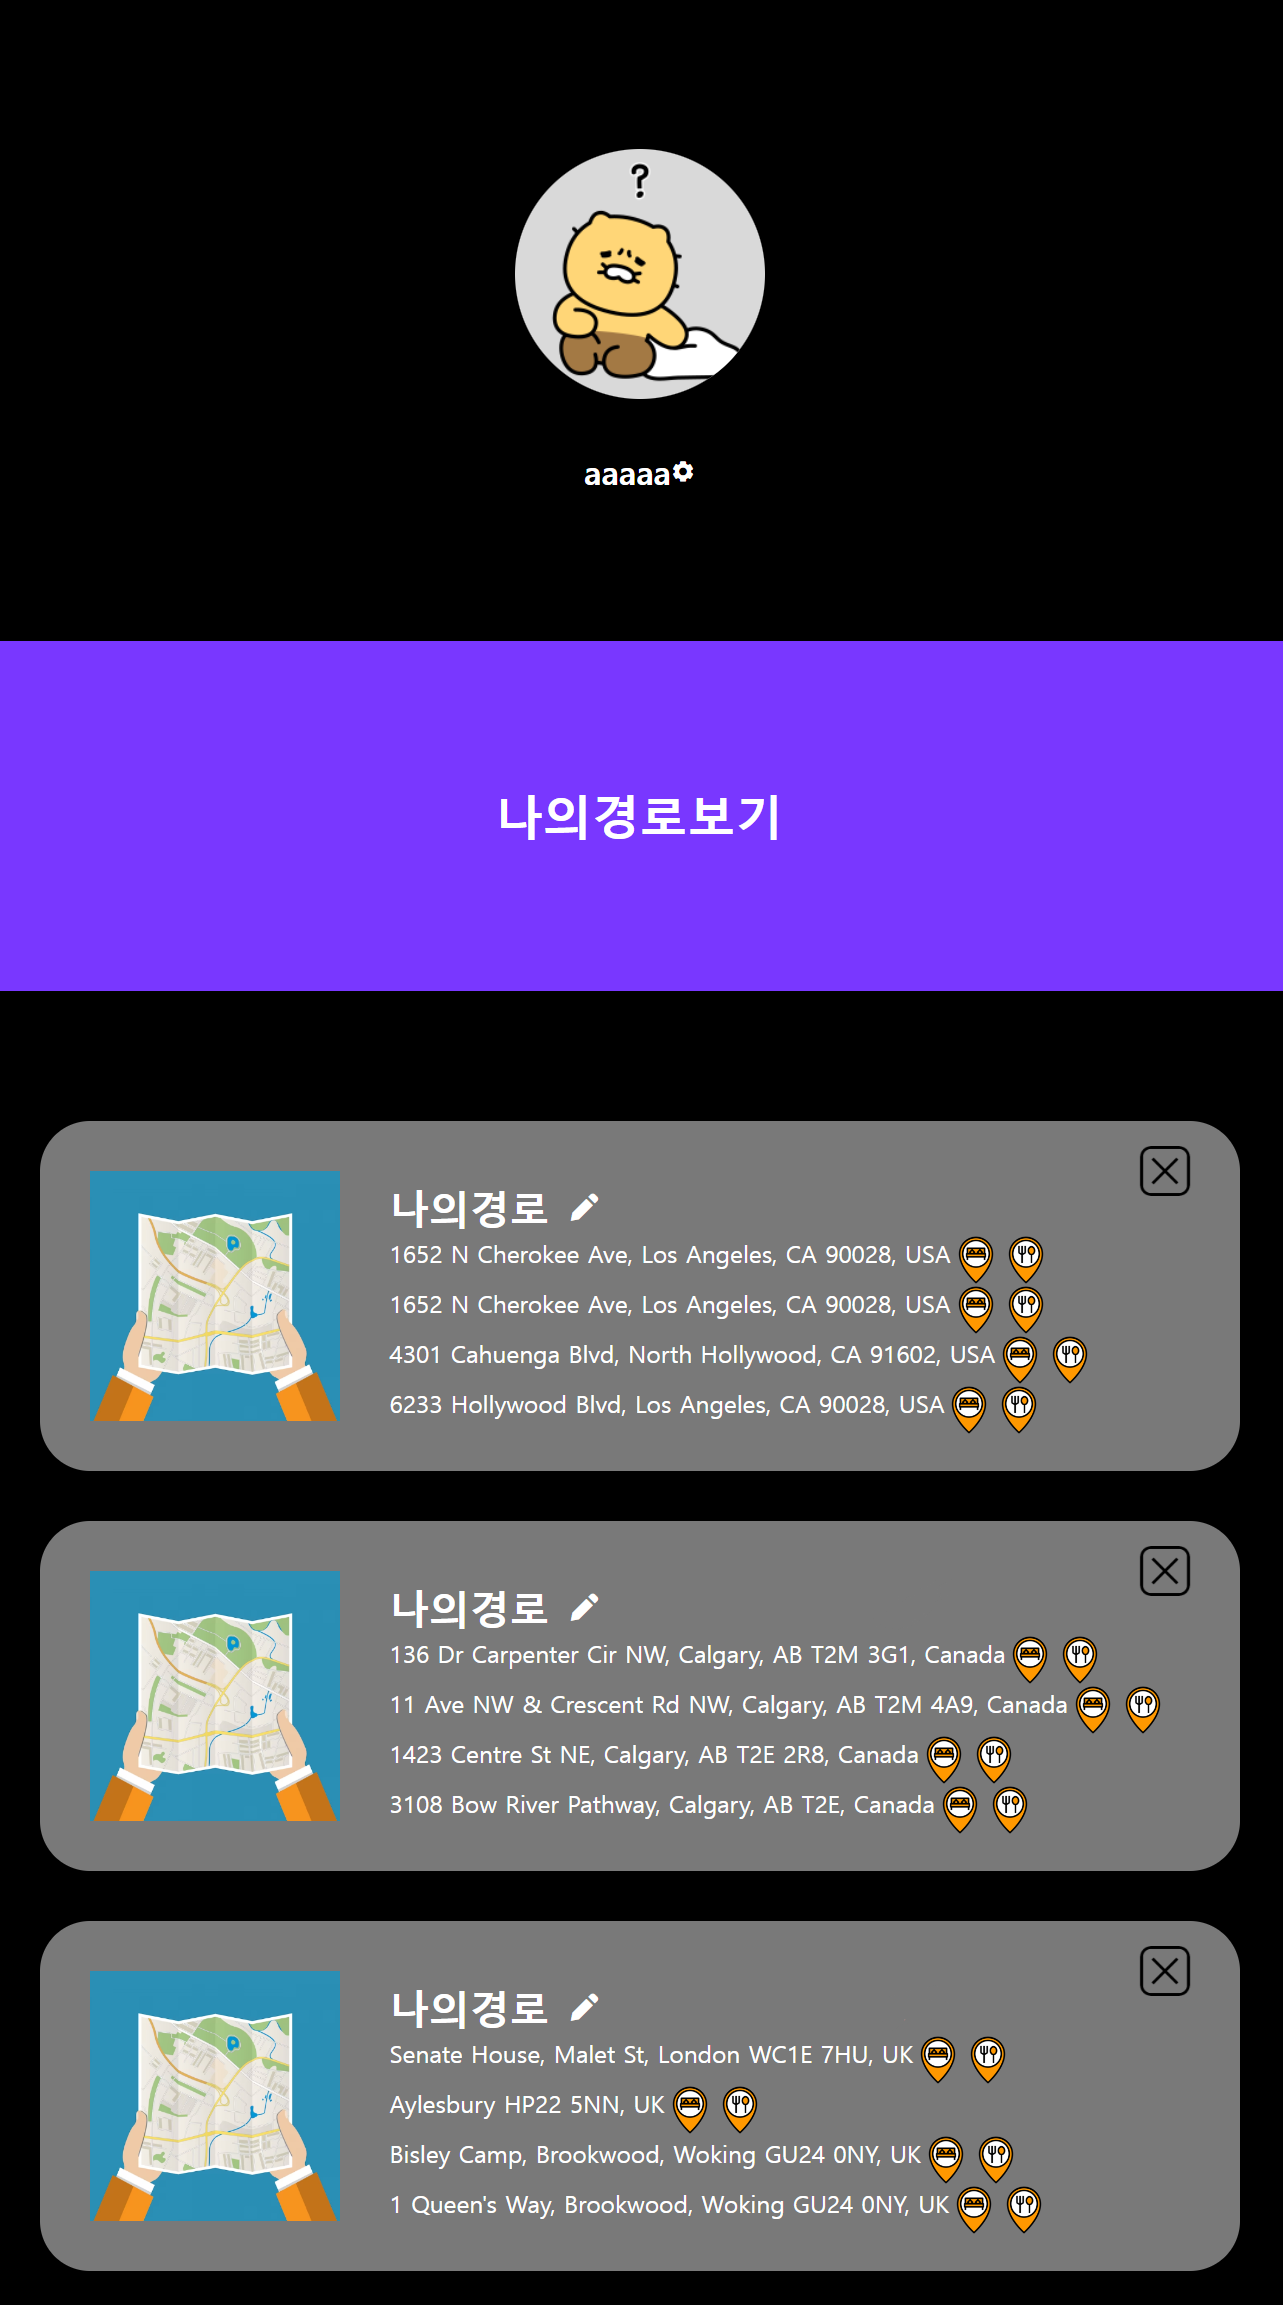 ?
aaaaa
나의경로보기
나의경로
1652 N Cherokee Ave, Los Angeles, CA 90028, USA
1652 N Cherokee Ave, Los Angeles, CA 90028, USA
4301 Cahuenga Blvd, North Hollywood, CA 91602, USA
6233 Hollywood Blvd, Los Angeles, CA 90028, USA
나의경로
136 Dr Carpenter Cir NW, Calgary, AB T2M 3G1, Canada
11 Ave NW & Crescent Rd NW, Calgary, AB T2M 4A9, Canada
1423 Centre St NE, Calgary, AB T2E 2R8, Canada
3108 Bow River Pathway, Calgary, AB T2E, Canada
나의경로
Senate House, Malet St, London WC1E 7HU, UK
Aylesbury HP22 5NN, UK
Bisley Camp, Brookwood, Woking GU24 0NY, UK
1 Queen's Way, Brookwood, Woking GU24 0NY, UK